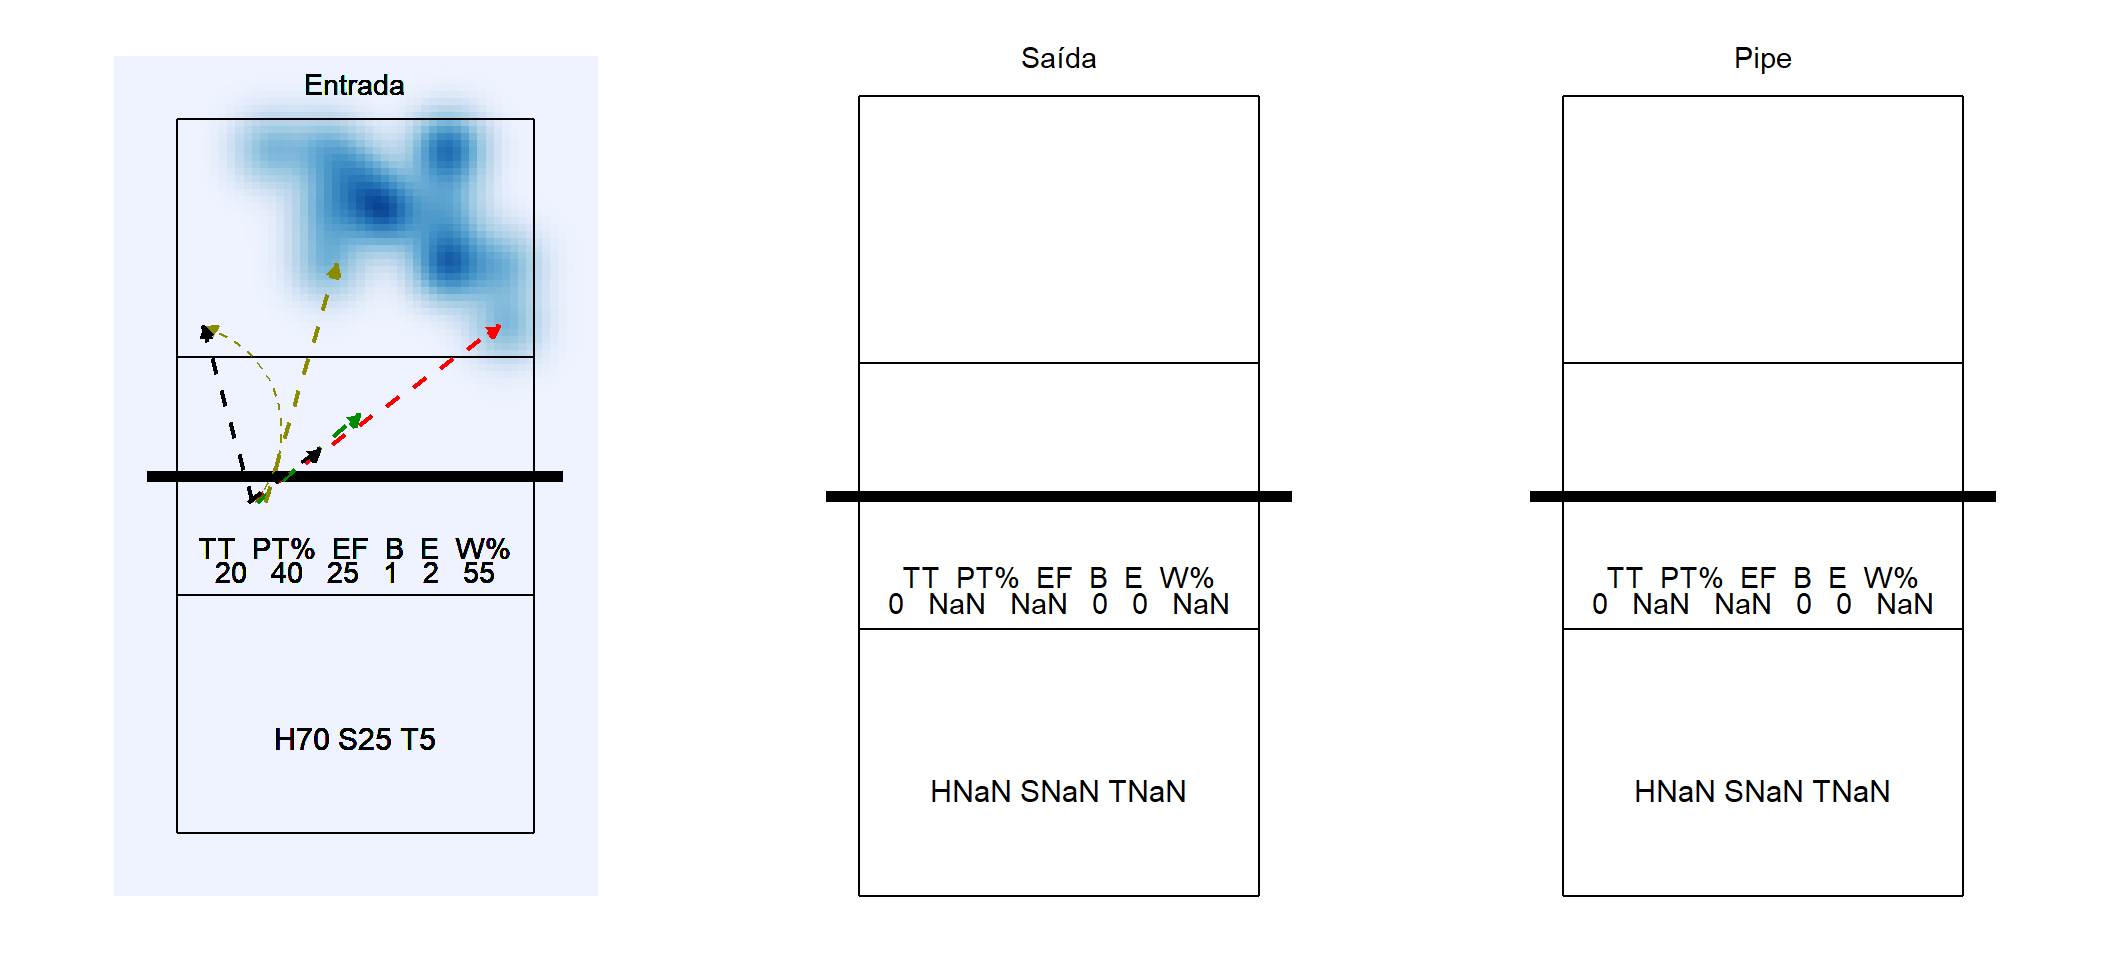 Entrada
TT PT% EF B E W%
20 40 25 1 2 55
H70 S25 T5
Saída
TT PT% EF B E W%
0 NaN NaN 0 0 NaN
HNaN SNaN TNaN
Pipe
TT PT% EF B E W%
0 NaN NaN 0 0 NaN
HNaN SNaN TNaN